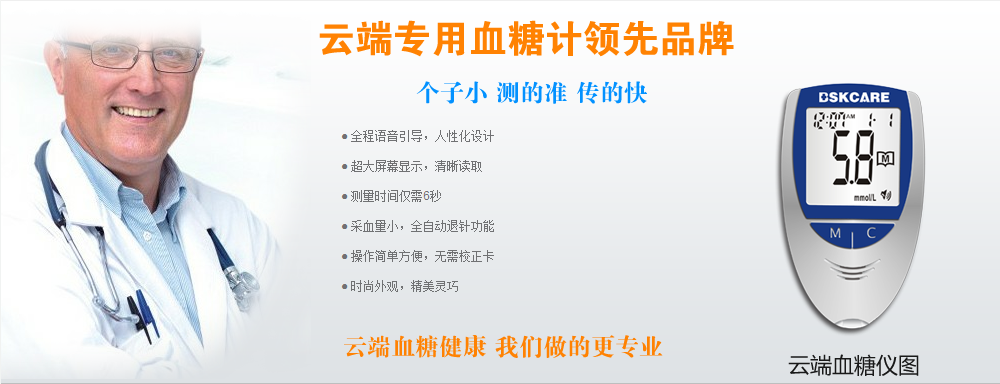 云端专用血糖计领先品牌
个子小 测的准 传的快
●全程语音引导，人性化设计
●超大屏幕显示，清晰读取
●测量时间仅需6秒
●采血量小，全自动退针功能
●操作简单方便，无需校正卡
●时尚外观，精美灵巧
云端血糖健康 我们做的更专业
DSKCARE
12:07 AM 1-1
5.8 M
mmol/L
M C
云端血糖仪图